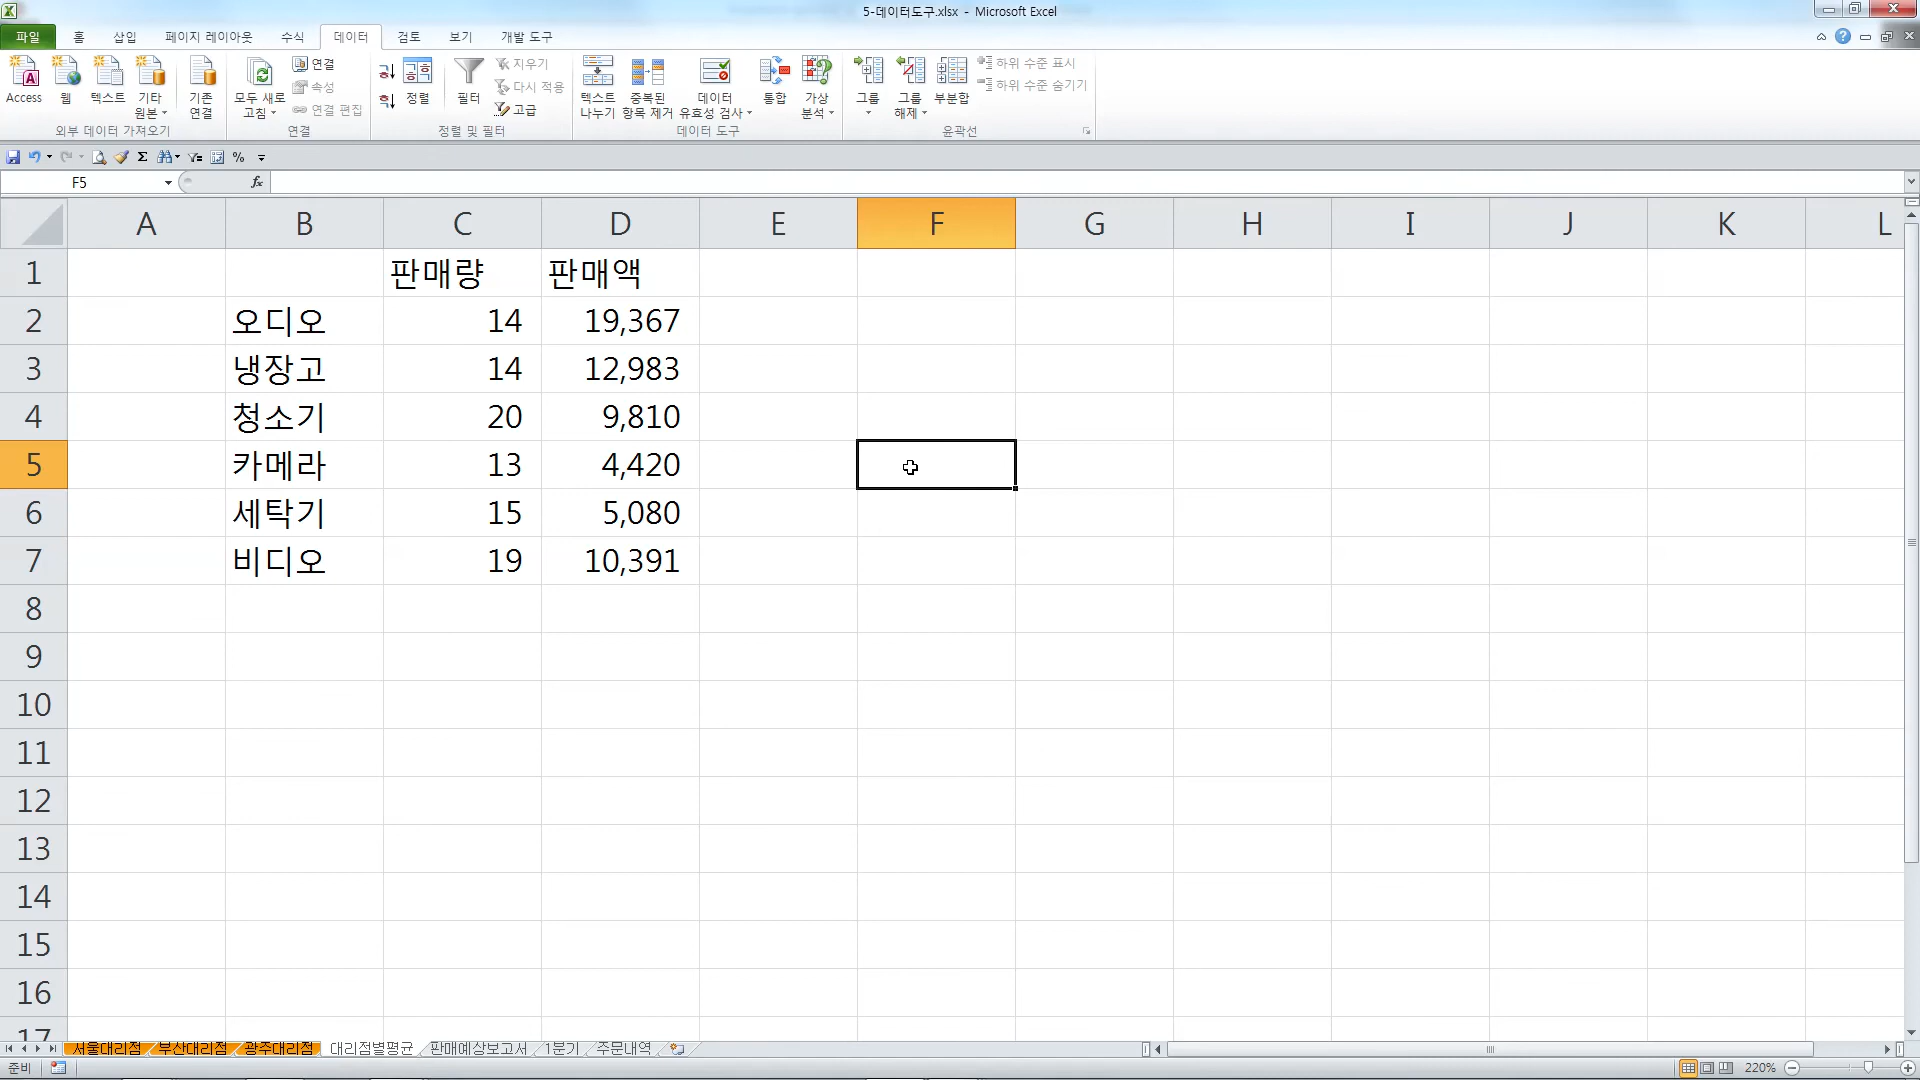 5-데이터도구.xlsx - Microsoft Excel
파일 홈 삽입 페이지 레이아웃 수식 데이터 검토 보기 개발 도구
Access 웹 텍스트 기타 원본 기존 연결 모두 새로 고침 연결 속성 연결 편집 정렬 필터 지우기 다시 적용 고급 텍스트 나누기 중복된 항목 제거 데이터 유효성 검사 통합 가상 분석 그룹 그룹 해제 부분합 하위 수준 표시 하위 수준 숨기기
외부 데이터 가져오기 연결 정렬 및 필터 데이터 도구 윤곽선
Σ %
F5 fx
A B C D E F G H I J K L
1 판매량 판매액
2 오디오 14 19,367
3 냉장고 14 12,983
4 청소기 20 9,810
5 카메라 13 4,420
6 세탁기 15 5,080
7 비디오 19 10,391
8
9
10
11
12
13
14
15
16
17
서울대리점 부산대리점 광주대리점 대리점별평균 판매예상보고서 1분기 주문내역
준비 220%